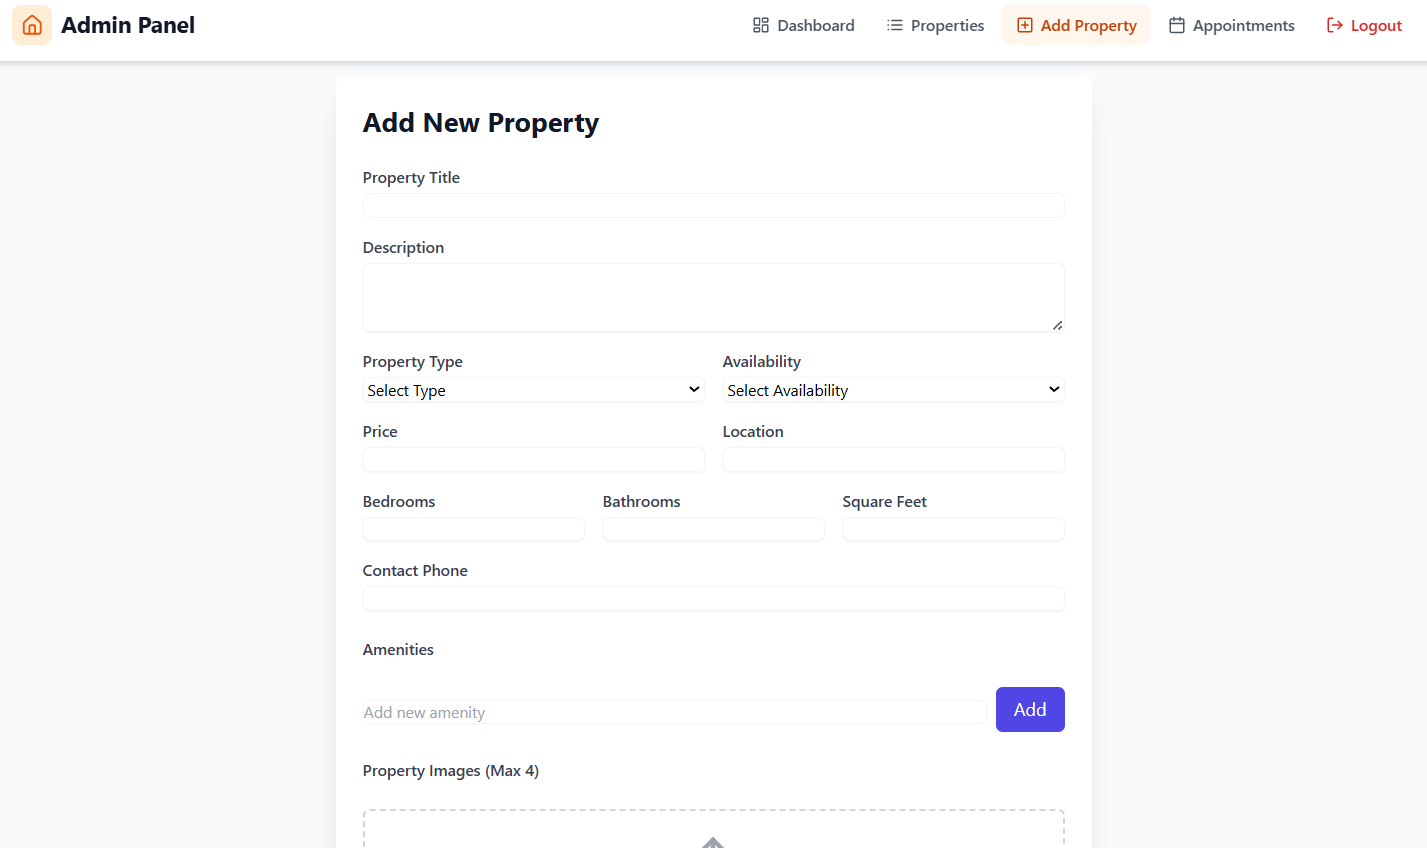 Admin Panel
Dashboard
Properties
Add Property
Appointments
Logout
Add New Property
Property Title
Description
Property Type
Availability
Select Type
Select Availability
Price
Location
Bedrooms
Bathrooms
Square Feet
Contact Phone
Amenities
Add new amenity
Add
Property Images (Max 4)